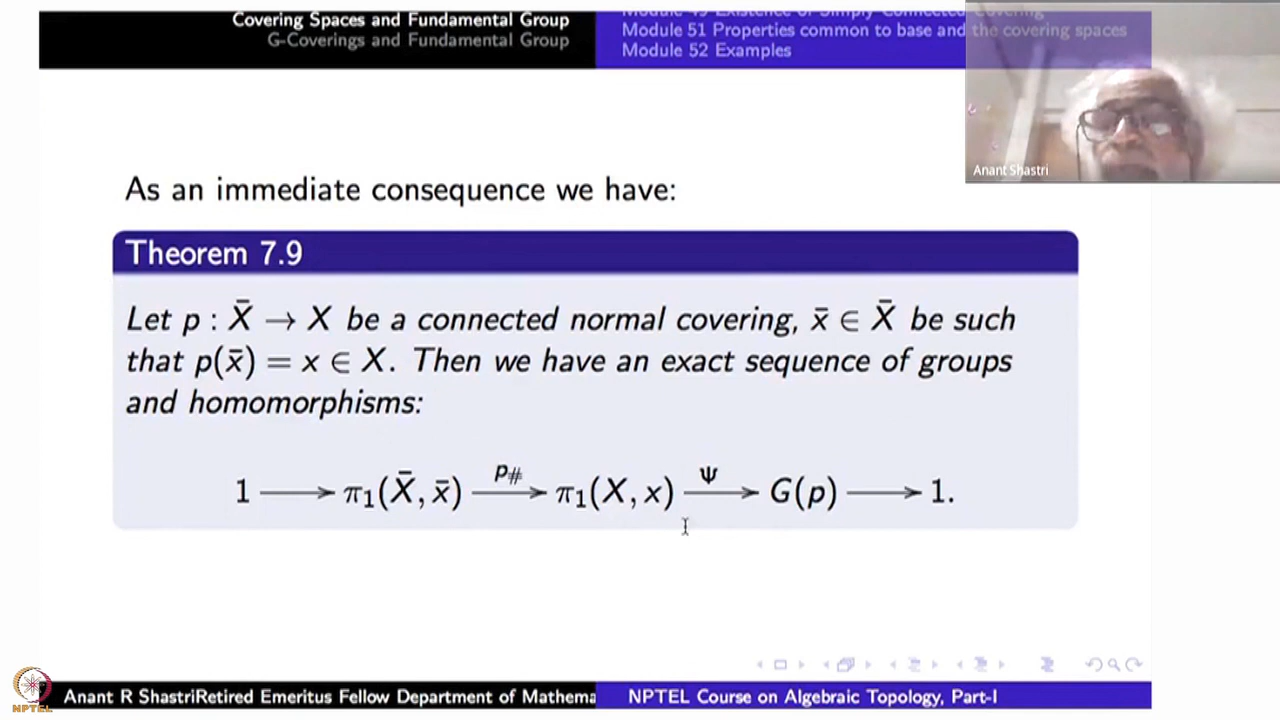 Covering Spaces and Fundamental Group
G-Coverings and Fundamental Group
Module 51 Properties common to base and the covering spaces
Module 52 Examples
Anant Shastri
As an immediate consequence we have:
Theorem 7.9
Let p : X̄ → X be a connected normal covering, x̄ ∈ X̄ be such
that p(x̄) = x ∈ X. Then we have an exact sequence of groups
and homomorphisms:
1 ⟶ π₁(X̄, x̄) ⟶ p# π₁(X, x) ⟶ Ψ G(p) ⟶ 1.
NPTEL
Anant R ShastriRetired Emeritus Fellow Department of Mathema
NPTEL Course on Algebraic Topology, Part-I